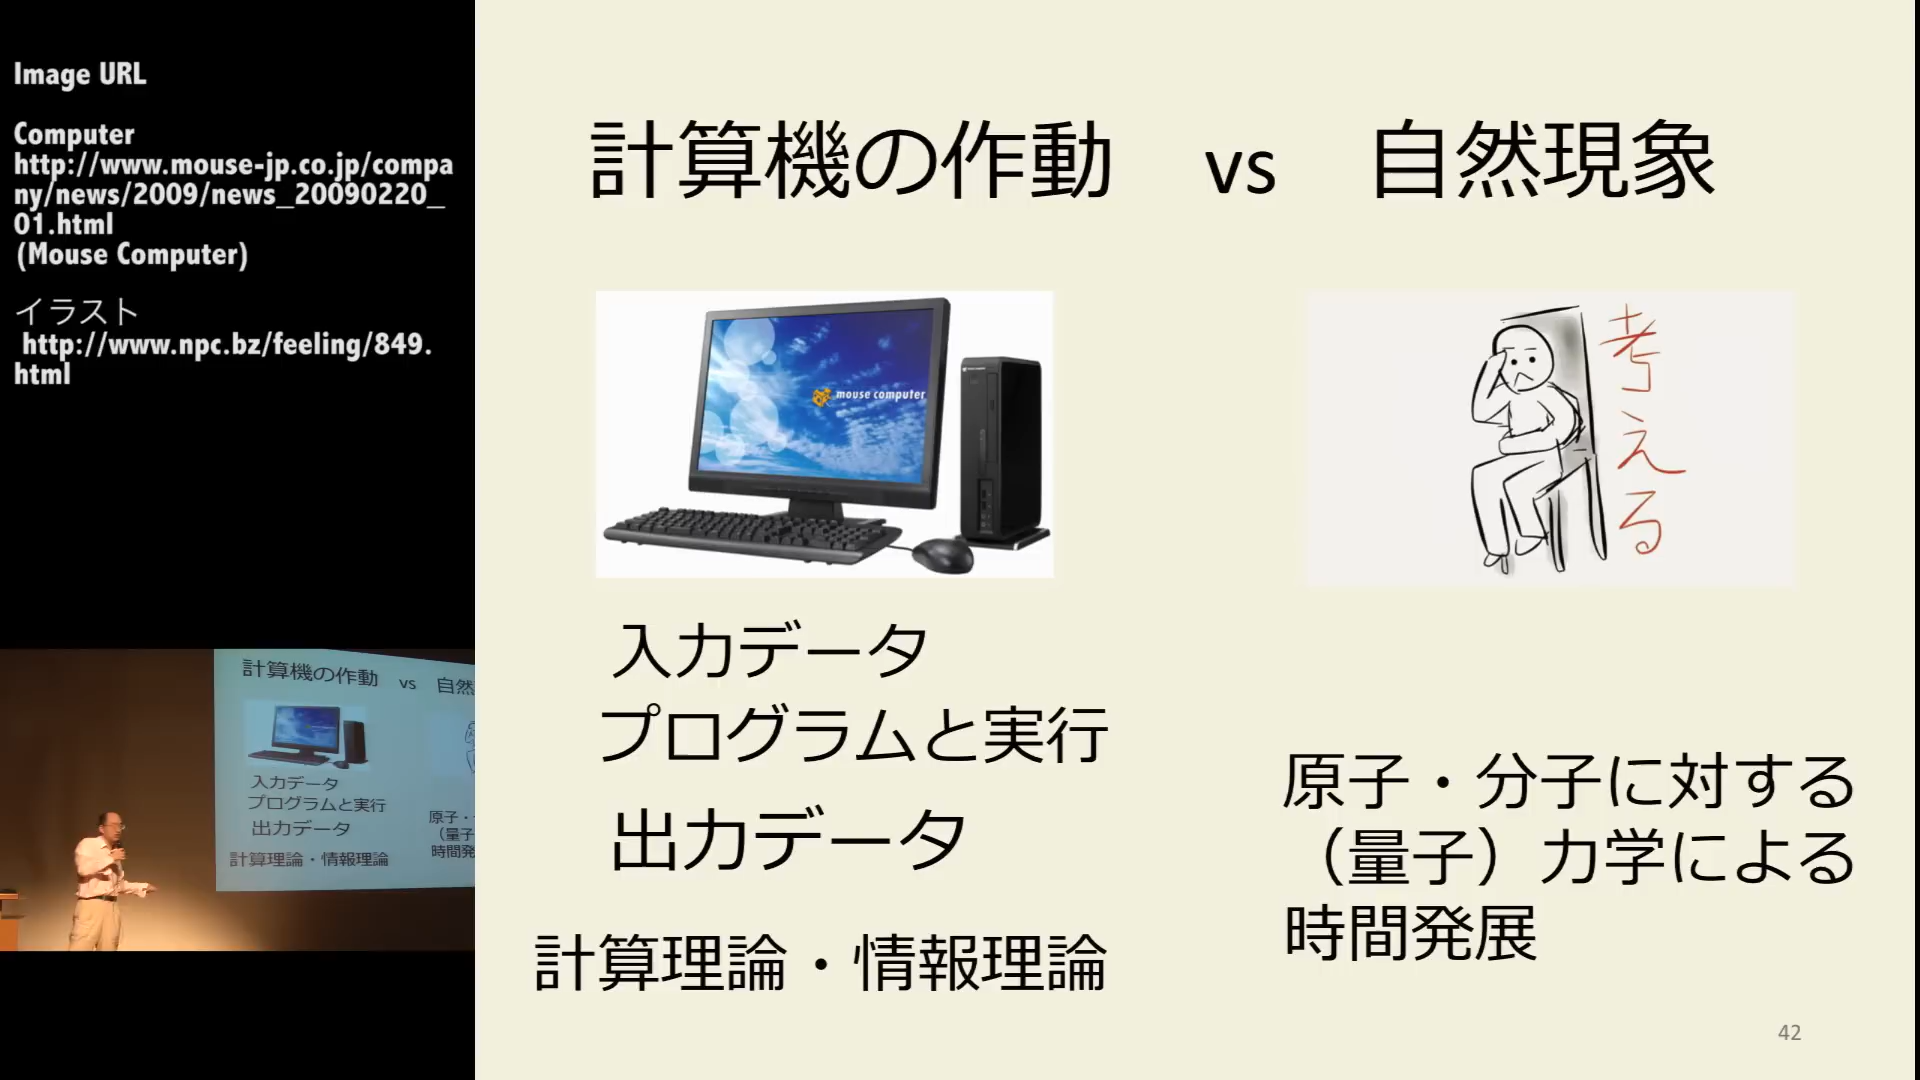 Image URL
Computer
http://www.mouse-jp.co.jp/compa
ny/news/2009/news_20090220_
01.html
(Mouse Computer)
イラスト
http://www.npc.bz/feeling/849.
html
計算機の作動 vs 自然現象
mouse computer
考える
入力データ
プログラムと実行
出力データ
計算理論・情報理論
原子・分子に対する
（量子）力学による
時間発展
42
計算機の作動 vs 自然
入力データ
プログラムと実行
出力データ
計算理論・情報理論
原子・
（量子
時間発